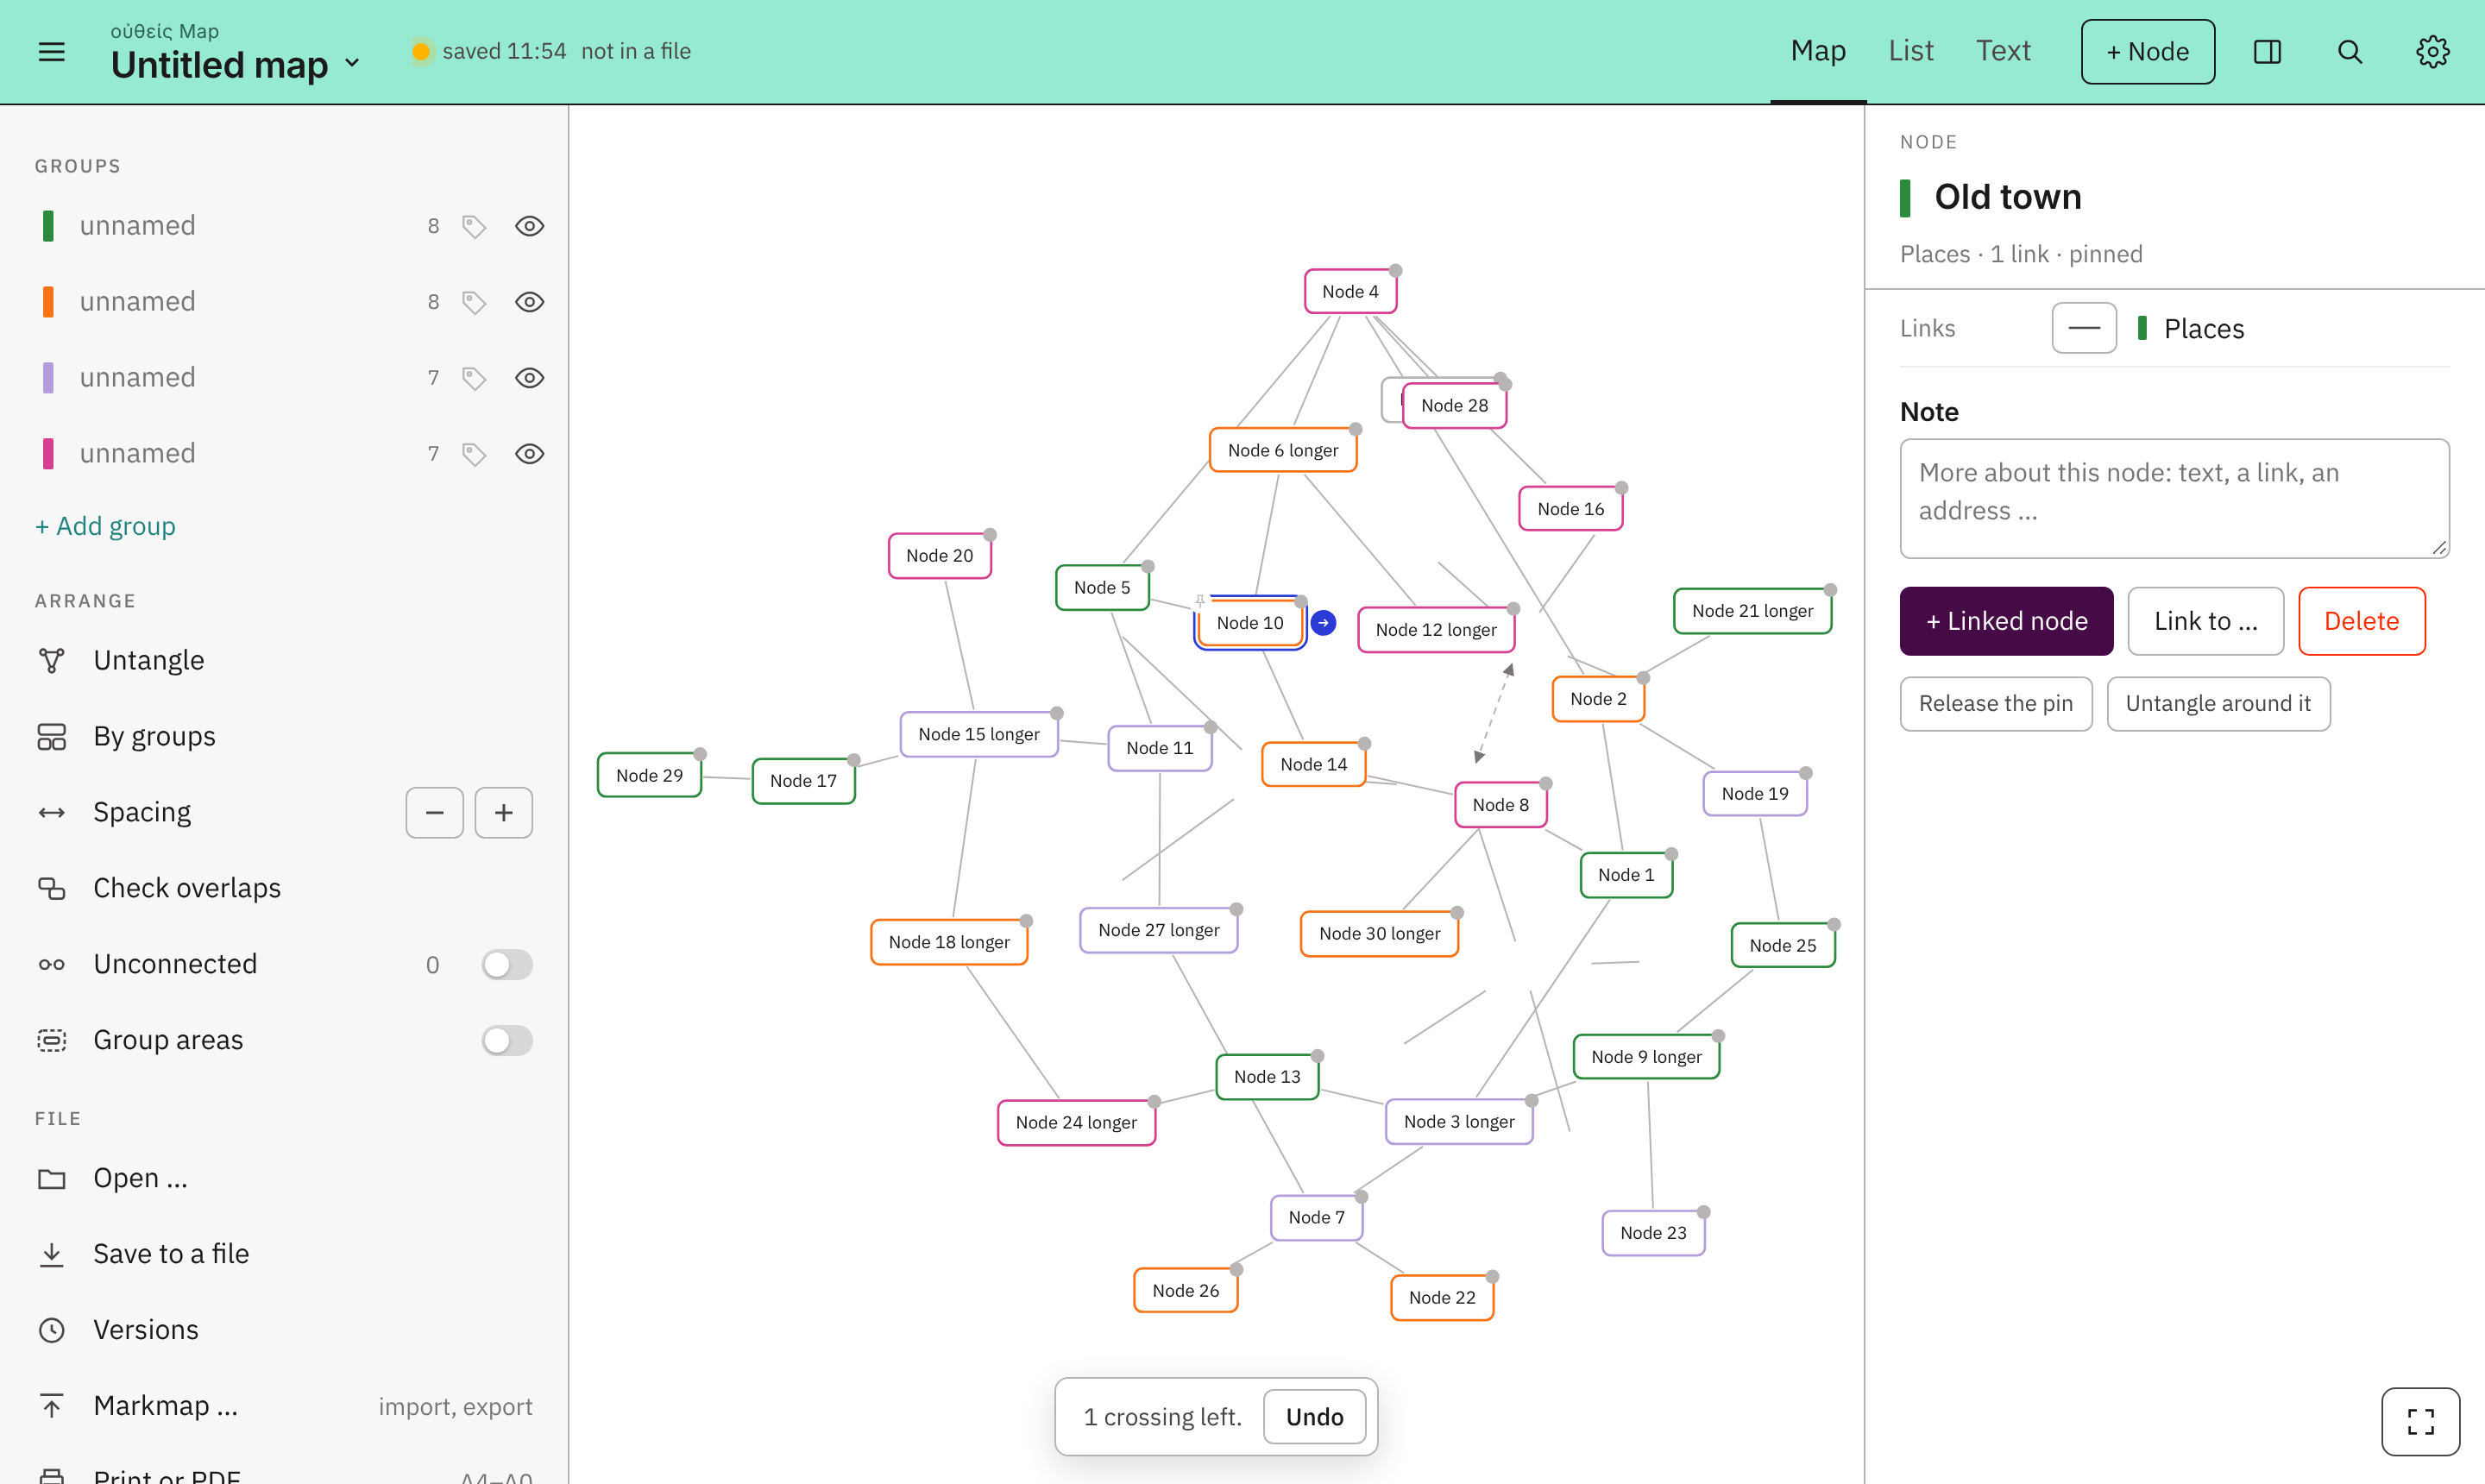 οὐθείς Map
Untitled map
saved 11:54 not in a file
Map
List
Text
+ Node
GROUPS
unnamed 8
unnamed 8
unnamed 7
unnamed 7
+ Add group
ARRANGE
Untangle
By groups
Spacing − +
Check overlaps
Unconnected 0
Group areas
FILE
Open ...
Save to a file
Versions
Markmap ... import, export
Print or PDF A4–A0
Node 4
Node 28
Node 6 longer
Node 16
Node 20
Node 5
Node 10
Node 12 longer
Node 21 longer
Node 2
Node 15 longer
Node 11
Node 14
Node 29
Node 17
Node 8
Node 19
Node 1
Node 18 longer
Node 27 longer
Node 30 longer
Node 25
Node 13
Node 9 longer
Node 24 longer
Node 3 longer
Node 7
Node 23
Node 26
Node 22
1 crossing left. Undo
NODE
Old town
Places · 1 link · pinned
Links — Places
Note
More about this node: text, a link, an
address ...
+ Linked node
Link to ...
Delete
Release the pin
Untangle around it